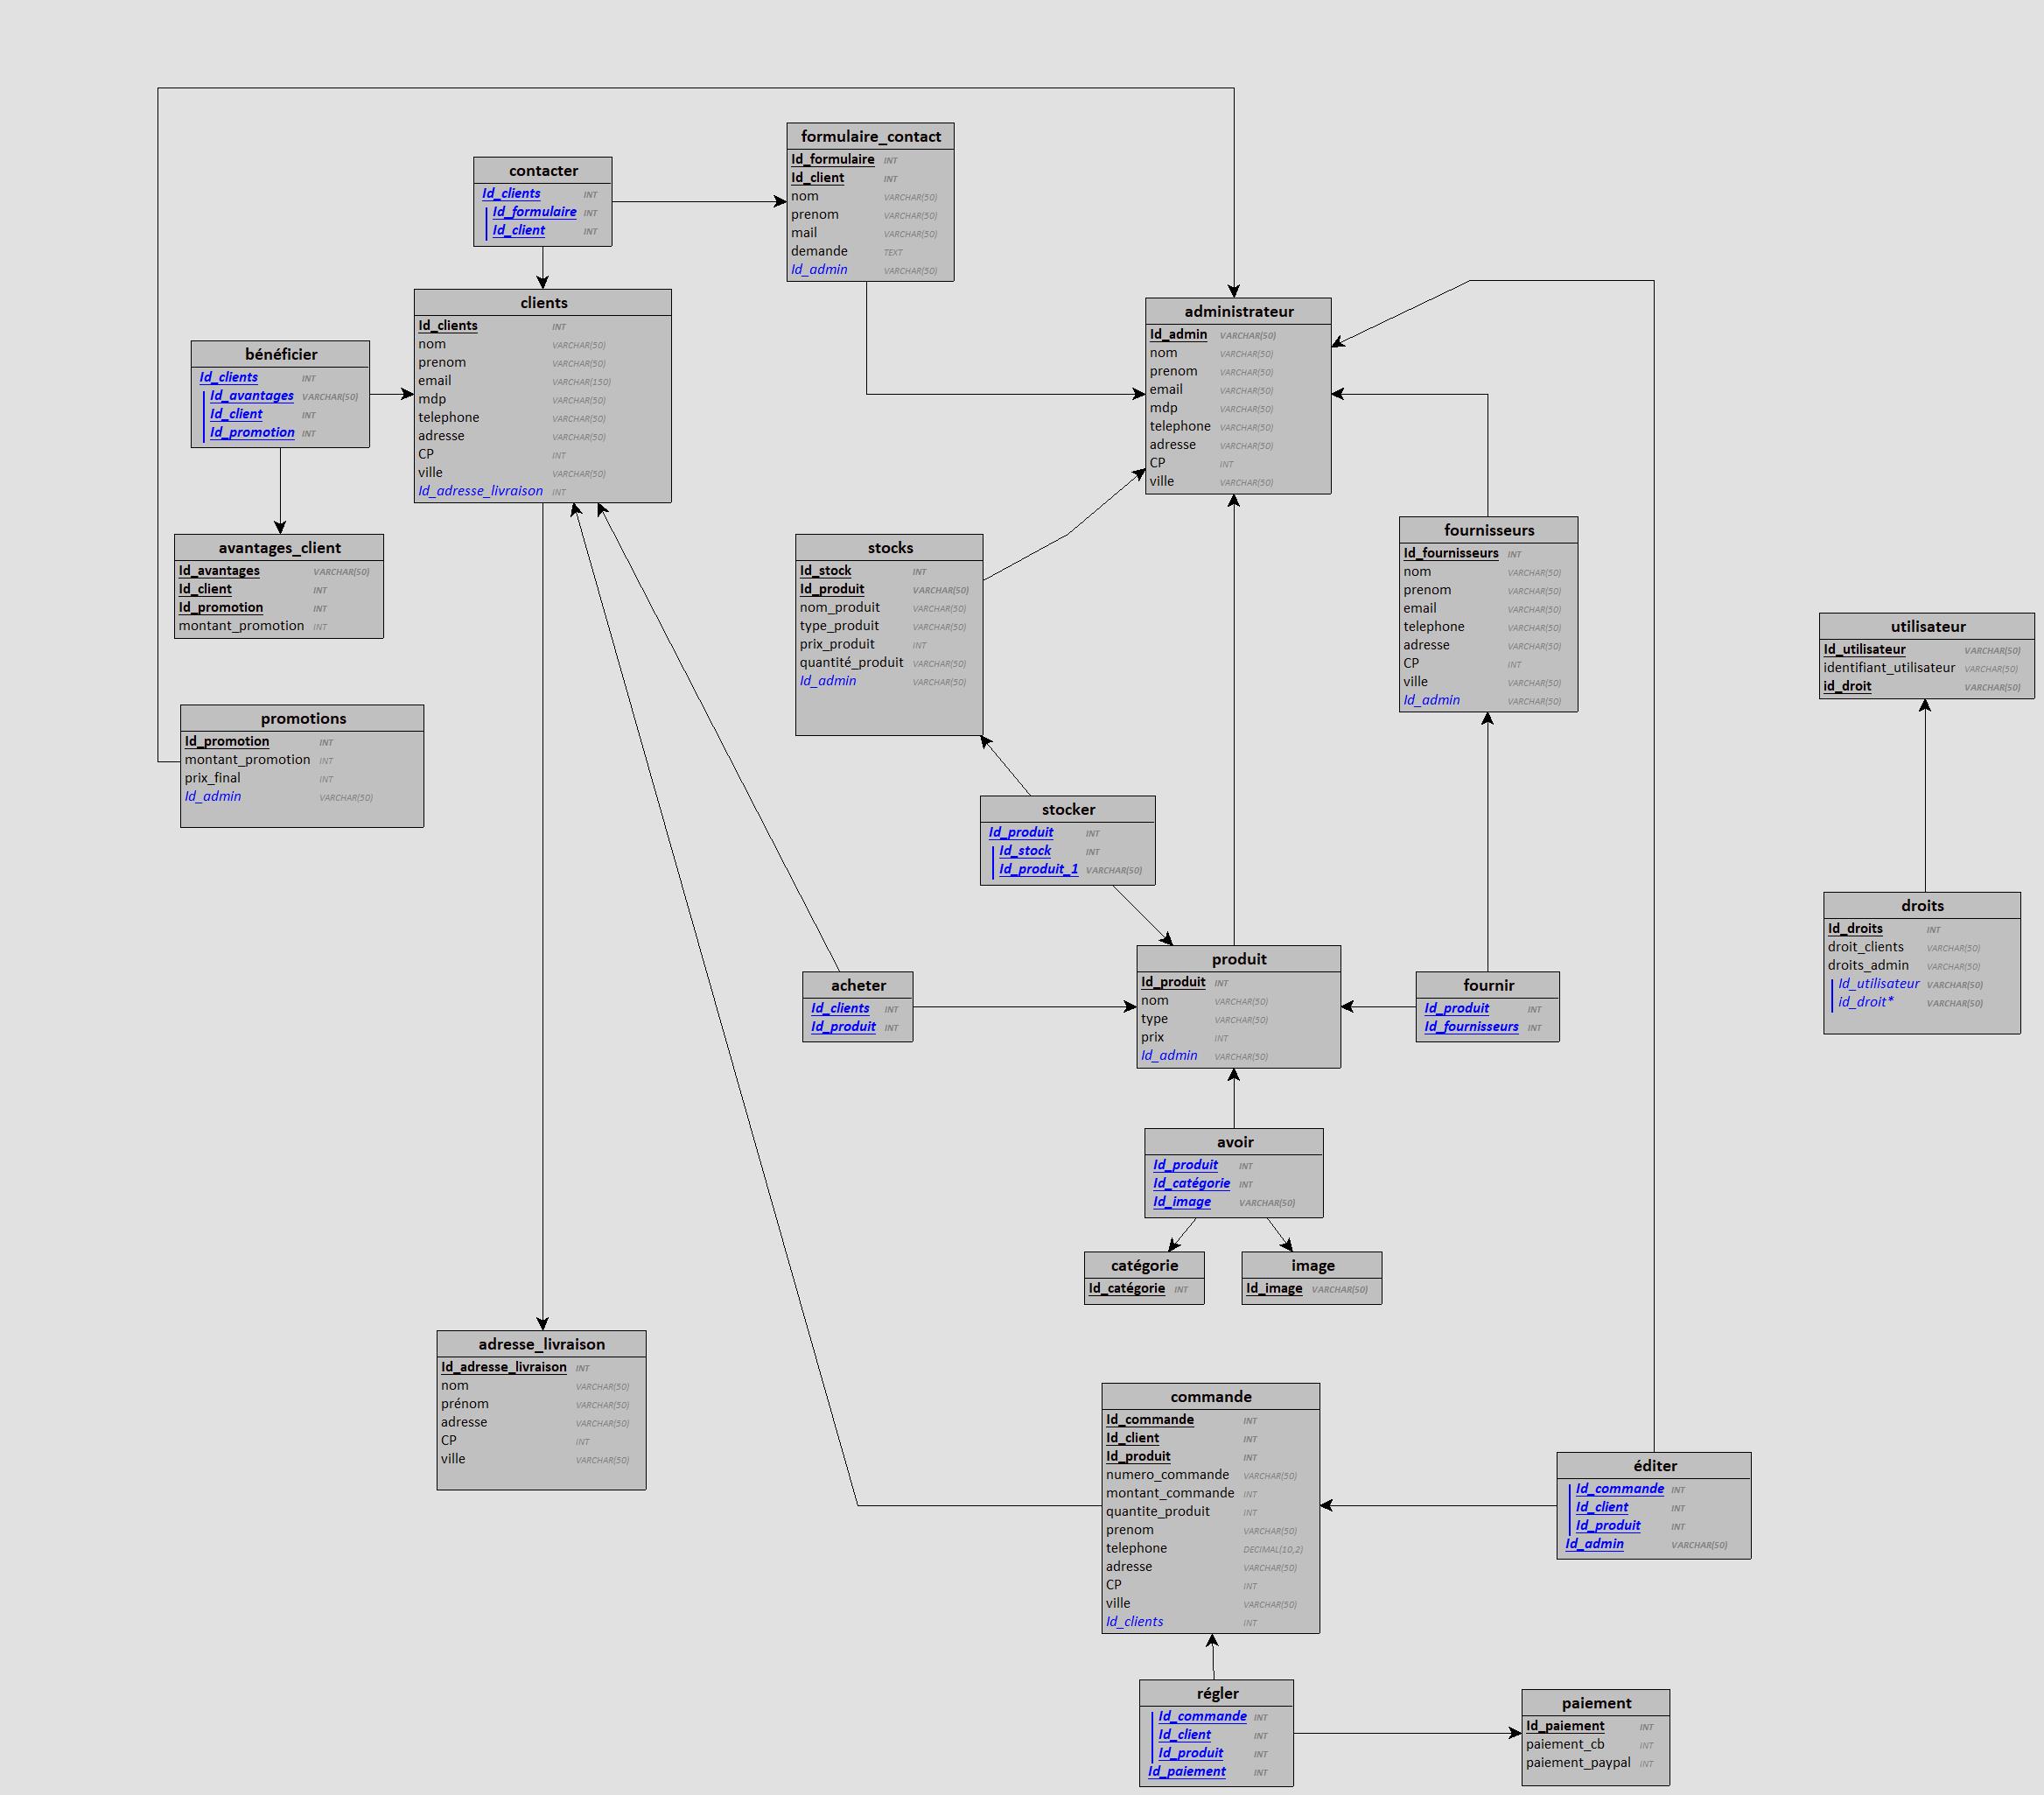 formulaire_contact
Id_formulaire INT
Id_client INT
nom VARCHAR(50)
prenom VARCHAR(50)
mail VARCHAR(50)
demande TEXT
Id_admin VARCHAR(50)
contacter
Id_clients INT
Id_formulaire INT
Id_client INT
clients
Id_clients INT
nom VARCHAR(50)
prenom VARCHAR(50)
email VARCHAR(150)
mdp VARCHAR(50)
telephone VARCHAR(50)
adresse VARCHAR(50)
CP INT
ville VARCHAR(50)
Id_adresse_livraison INT
administrateur
Id_admin VARCHAR(50)
nom VARCHAR(50)
prenom VARCHAR(50)
email VARCHAR(50)
mdp VARCHAR(50)
telephone VARCHAR(50)
adresse VARCHAR(50)
CP INT
ville VARCHAR(50)
bénéficier
Id_clients INT
Id_avantages VARCHAR(50)
Id_client INT
Id_promotion INT
avantages_client
Id_avantages VARCHAR(50)
Id_client INT
Id_promotion INT
montant_promotion INT
stocks
Id_stock INT
Id_produit VARCHAR(50)
nom_produit VARCHAR(50)
type_produit VARCHAR(50)
prix_produit INT
quantité_produit VARCHAR(50)
Id_admin VARCHAR(50)
fournisseurs
Id_fournisseurs INT
nom VARCHAR(50)
prenom VARCHAR(50)
email VARCHAR(50)
telephone VARCHAR(50)
adresse VARCHAR(50)
CP INT
ville VARCHAR(50)
Id_admin VARCHAR(50)
utilisateur
Id_utilisateur VARCHAR(50)
identifiant_utilisateur VARCHAR(50)
id_droit VARCHAR(50)
promotions
Id_promotion INT
montant_promotion INT
prix_final INT
Id_admin VARCHAR(50)
stocker
Id_produit INT
Id_stock INT
Id_produit_1 VARCHAR(50)
droits
Id_droits INT
droit_clients VARCHAR(50)
droits_admin VARCHAR(50)
Id_utilisateur VARCHAR(50)
id_droit* VARCHAR(50)
produit
Id_produit INT
nom VARCHAR(50)
type VARCHAR(50)
prix INT
Id_admin VARCHAR(50)
acheter
Id_clients INT
Id_produit INT
fournir
Id_produit INT
Id_fournisseurs INT
avoir
Id_produit INT
Id_catégorie INT
Id_image VARCHAR(50)
catégorie
Id_catégorie INT
image
Id_image VARCHAR(50)
adresse_livraison
Id_adresse_livraison INT
nom VARCHAR(50)
prénom VARCHAR(50)
adresse VARCHAR(50)
CP INT
ville VARCHAR(50)
commande
Id_commande INT
Id_client INT
Id_produit INT
numero_commande VARCHAR(50)
montant_commande INT
quantite_produit INT
prenom VARCHAR(50)
telephone DECIMAL(10,2)
adresse VARCHAR(50)
CP INT
ville VARCHAR(50)
Id_clients INT
éditer
Id_commande INT
Id_client INT
Id_produit INT
Id_admin VARCHAR(50)
régler
Id_commande INT
Id_client INT
Id_produit INT
Id_paiement INT
paiement
Id_paiement INT
paiement_cb INT
paiement_paypal INT